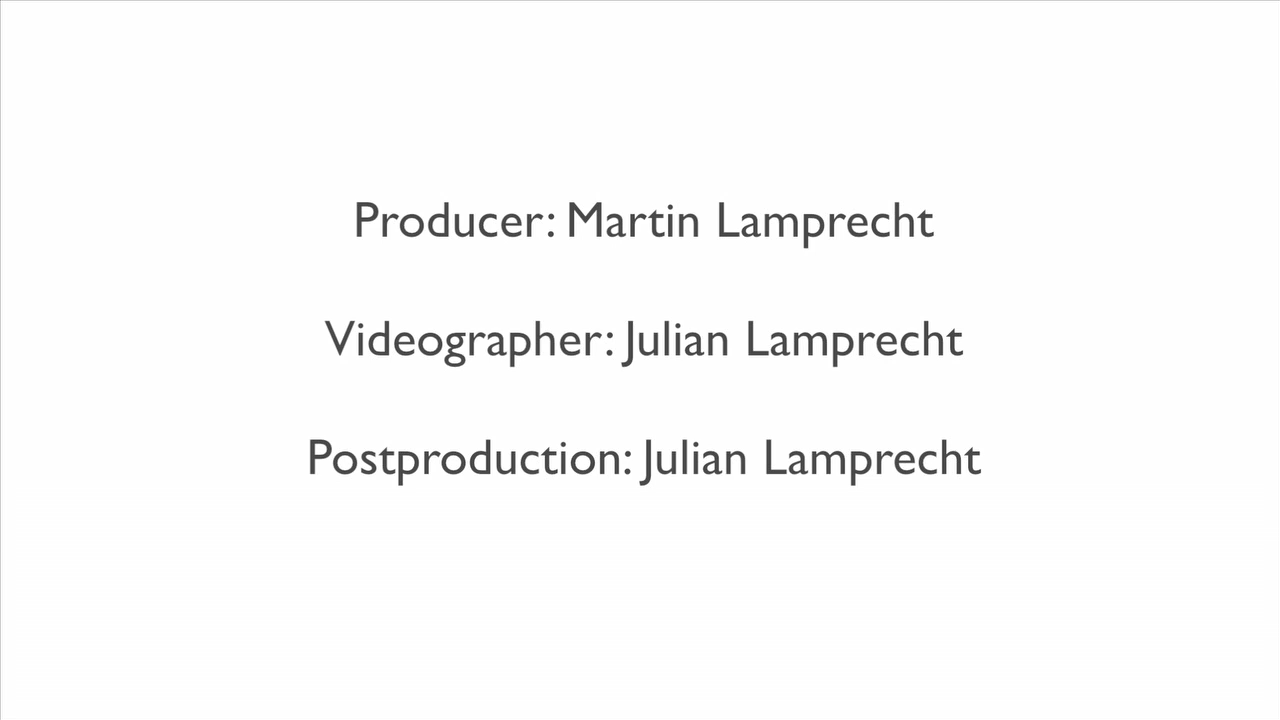 Producer: Martin Lamprecht
Videographer: Julian Lamprecht
Postproduction: Julian Lamprecht